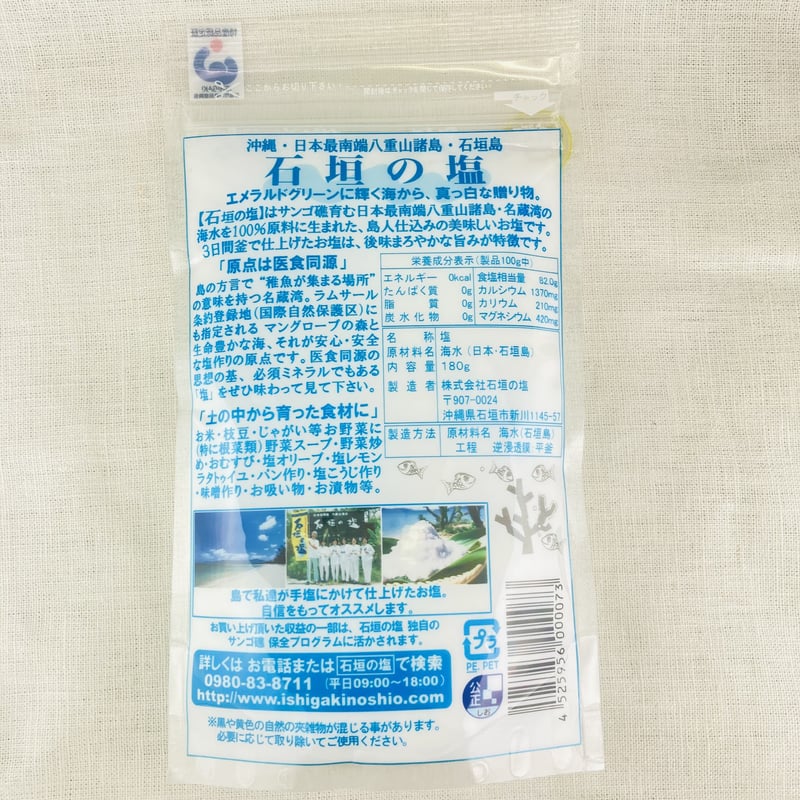 ここからお切り下さい
チャック
沖縄・日本最南端八重山諸島・石垣島
石垣の塩
エメラルドグリーンに輝く海から、真っ白な贈り物。
【石垣の塩】はサンゴ礁育む日本最南端八重山諸島・名蔵湾の
海水を100%原料に生まれた、島人仕込みの美味しいお塩です。
3日間釜で仕上げたお塩は、後味まろやかな旨みが特徴です。
「原点は医食同源」
島の方言で“稚魚が集まる場所”
の意味を持つ名蔵湾。ラムサール
条約登録地(国際自然保護区)に
も指定される マングローブの森と
生命豊かな海、それが安心・安全
な塩作りの原点です。医食同源の
思想の基、必須ミネラルでもある
「塩」をぜひ味わって見て下さい。
「土の中から育った食材に」
お米・枝豆・じゃがい等お野菜に
(特に根菜類)野菜スープ・野菜炒
め・おむすび・塩オリーブ・塩レモン
ラタトゥイユ・パン作り・塩こうじ作り
・味噌作り・お吸い物・お漬物等。
栄養成分表示(製品100g中)
エネルギー 0kcal 食塩相当量 92.0g
たんぱく質 0g カルシウム 1370mg
脂質 0g カリウム 210mg
炭水化物 0g マグネシウム 420mg
名称 塩
原材料名 海水(日本・石垣島)
内容量 180g
製造者 株式会社石垣の塩
〒907-0024
沖縄県石垣市新川1145-57
製造方法 原材料名 海水(石垣島)
工程 逆浸透膜 平釜
石垣の塩
石垣の塩
島で私達が手塩にかけて仕上げたお塩。
自信をもってオススメします。
お買い上げ頂いた収益の一部は、石垣の塩 独自の
サンゴ礁 保全プログラムに活かされます。
詳しくは お電話または 石垣の塩 で検索
0980-83-8711 (平日09:00～18:00)
http://www.ishigakinoshio.com
※黒や黄色の自然の夾雑物が混じる事があります。
必要に応じて取り除いてご使用ください。
プラ
PE, PET
公正
しお
4525956000073